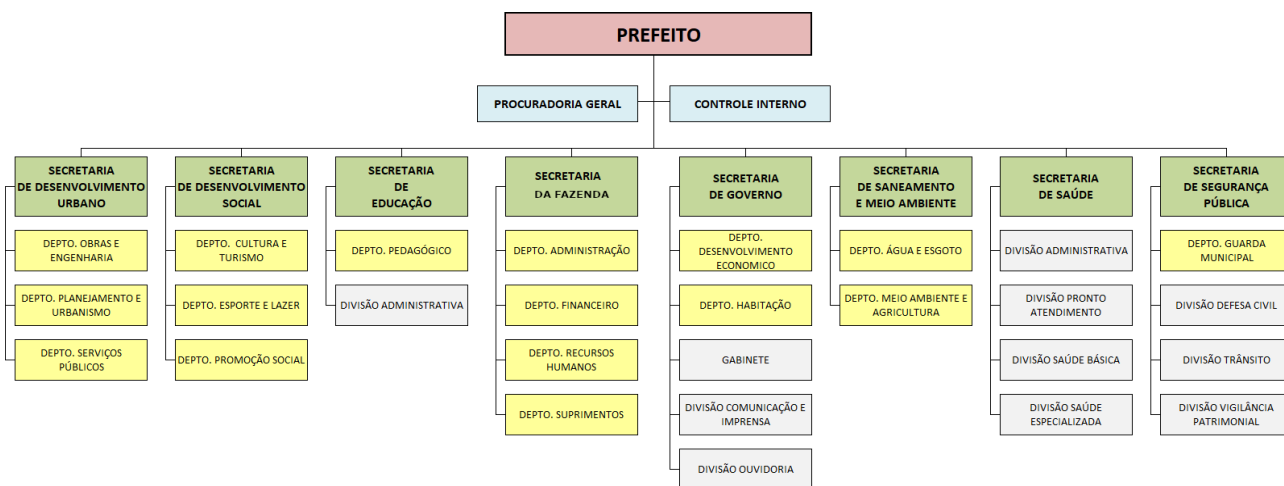 PREFEITO
PROCURADORIA GERAL
CONTROLE INTERNO
SECRETARIA
DE DESENVOLVIMENTO
URBANO
DEPTO. OBRAS E
ENGENHARIA
DEPTO. PLANEJAMENTO E
URBANISMO
DEPTO. SERVIÇOS
PÚBLICOS
SECRETARIA
DE DESENVOLVIMENTO
SOCIAL
DEPTO. CULTURA E
TURISMO
DEPTO. ESPORTE E LAZER
DEPTO. PROMOÇÃO SOCIAL
SECRETARIA
DE
EDUCAÇÃO
DEPTO. PEDAGÓGICO
DIVISÃO ADMINISTRATIVA
SECRETARIA
DA FAZENDA
DEPTO. ADMINISTRAÇÃO
DEPTO. FINANCEIRO
DEPTO. RECURSOS
HUMANOS
DEPTO. SUPRIMENTOS
SECRETARIA
DE GOVERNO
DEPTO.
DESENVOLVIMENTO
ECONOMICO
DEPTO. HABITAÇÃO
GABINETE
DIVISÃO COMUNICAÇÃO E
IMPRENSA
DIVISÃO OUVIDORIA
SECRETARIA
DE SANEAMENTO
E MEIO AMBIENTE
DEPTO. ÁGUA E ESGOTO
DEPTO. MEIO AMBIENTE E
AGRICULTURA
SECRETARIA
DE SAÚDE
DIVISÃO ADMINISTRATIVA
DIVISÃO PRONTO
ATENDIMENTO
DIVISÃO SAÚDE BÁSICA
DIVISÃO SAÚDE
ESPECIALIZADA
SECRETARIA
DE SEGURANÇA
PÚBLICA
DEPTO. GUARDA
MUNICIPAL
DIVISÃO DEFESA CIVIL
DIVISÃO TRÂNSITO
DIVISÃO VIGILÂNCIA
PATRIMONIAL